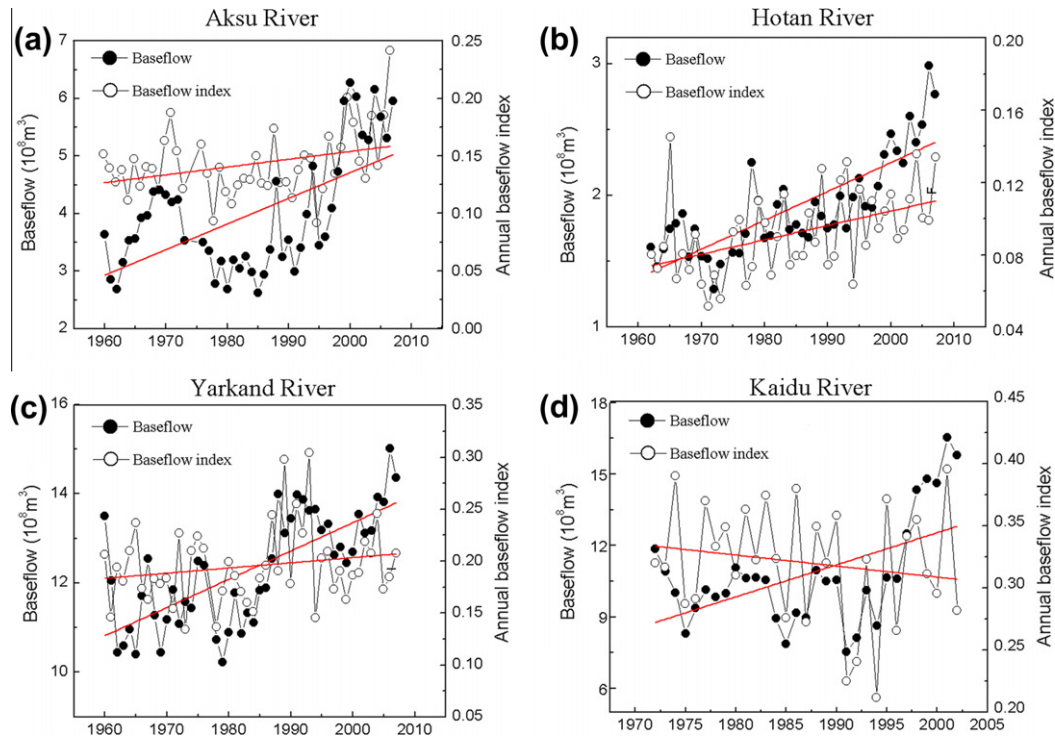 Aksu River
(a)
Baseflow
Baseflow index
7
6
5
4
3
2
Baseflow (10⁸m³)
0.25
0.20
0.15
0.10
0.05
0.00
Annual baseflow index
1960 1970 1980 1990 2000 2010
Hotan River
(b)
Baseflow
Baseflow index
3
2
1
Baseflow (10⁸m³)
0.20
0.16
0.12
0.08
0.04
Annual baseflow index
F
1960 1970 1980 1990 2000 2010
Yarkand River
(c)
Baseflow
Baseflow index
16
14
12
10
Baseflow (10⁸m³)
0.35
0.30
0.25
0.20
0.15
0.10
0.05
Annual baseflow index
1960 1970 1980 1990 2000 2010
Kaidu River
(d)
Baseflow
Baseflow index
18
15
12
9
6
Baseflow (10⁸m³)
0.45
0.40
0.35
0.30
0.25
0.20
Annual baseflow index
1970 1975 1980 1985 1990 1995 2000 2005